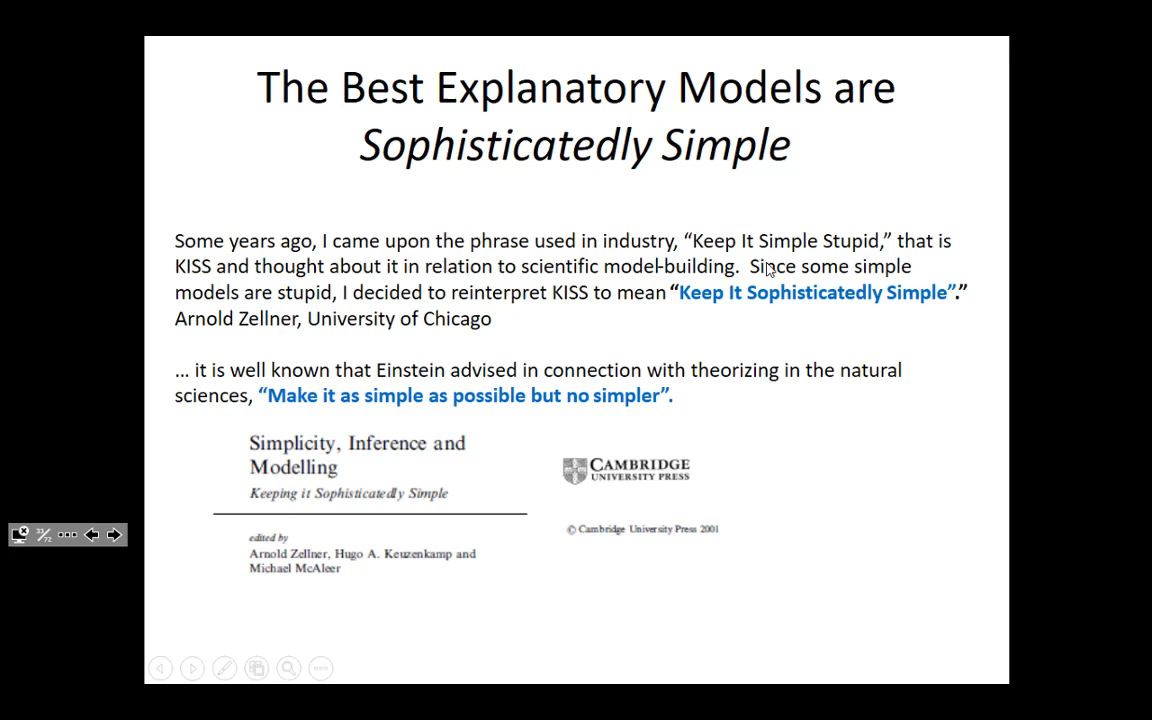 The Best Explanatory Models are
Sophisticatedly Simple
Some years ago, I came upon the phrase used in industry, “Keep It Simple Stupid,” that is
KISS and thought about it in relation to scientific model-building.  Since some simple
models are stupid, I decided to reinterpret KISS to mean “Keep It Sophisticatedly Simple”.”
Arnold Zellner, University of Chicago
... it is well known that Einstein advised in connection with theorizing in the natural
sciences, “Make it as simple as possible but no simpler”.
Simplicity, Inference and
Modelling
Keeping it Sophisticatedly Simple
edited by
Arnold Zellner, Hugo A. Keuzenkamp and
Michael McAleer
CAMBRIDGE
UNIVERSITY PRESS
© Cambridge University Press 2001
33/72